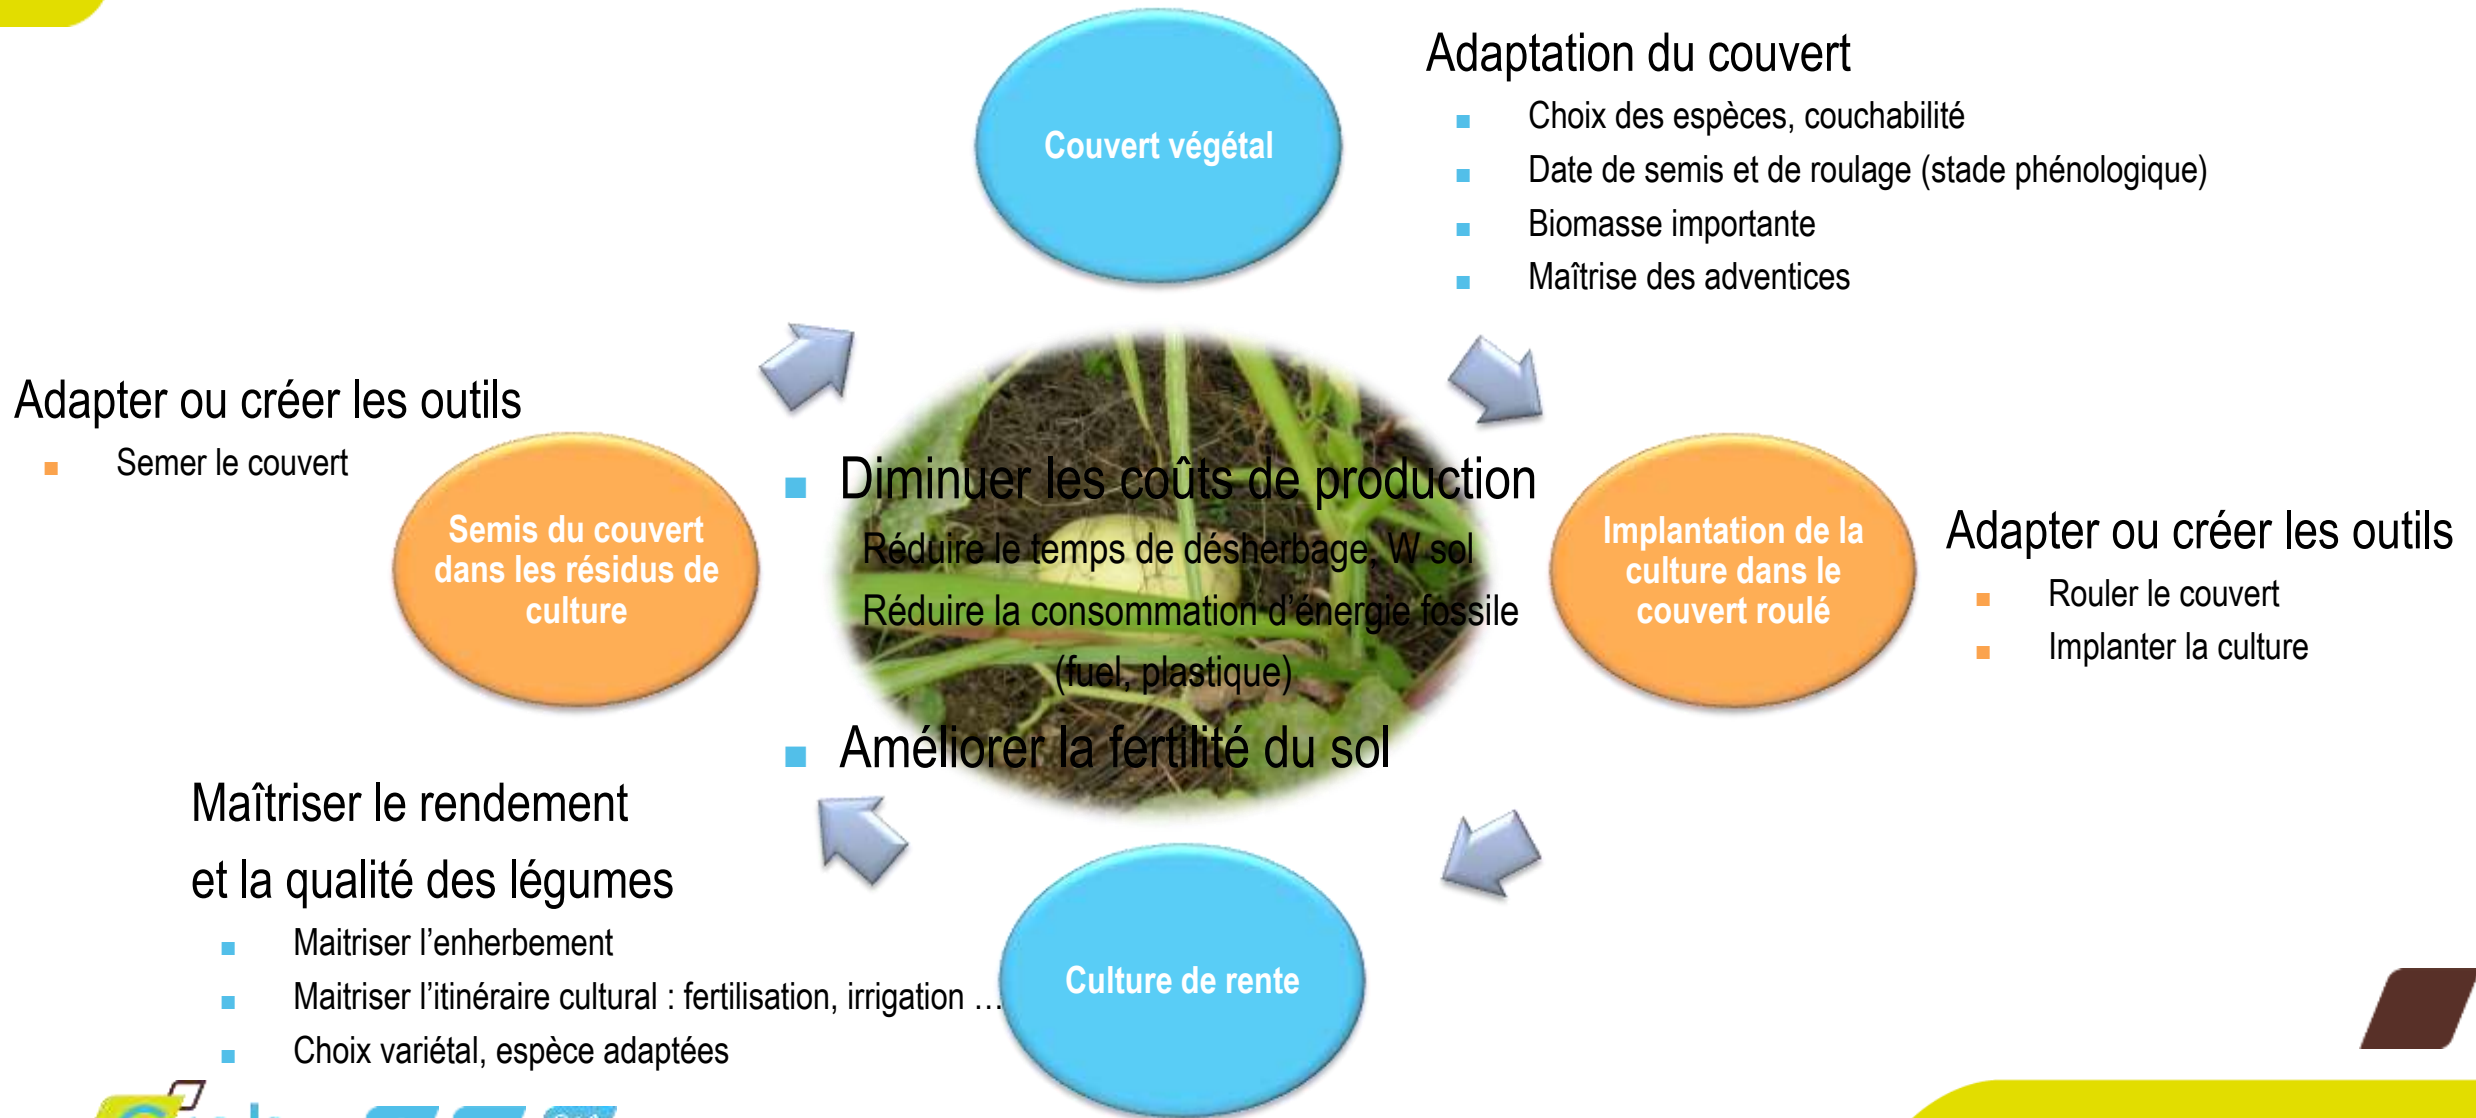 Couvert végétal
Adaptation du couvert
Choix des espèces, couchabilité
Date de semis et de roulage (stade phénologique)
Biomasse importante
Maîtrise des adventices
Adapter ou créer les outils
Semer le couvert
Semis du couvert
dans les résidus de
culture
Diminuer les coûts de production
Réduire le temps de désherbage, W sol
Réduire la consommation d’énergie fossile
(fuel, plastique)
Améliorer la fertilité du sol
Implantation de la
culture dans le
couvert roulé
Adapter ou créer les outils
Rouler le couvert
Implanter la culture
Maîtriser le rendement
et la qualité des légumes
Maitriser l’enherbement
Maitriser l’itinéraire cultural : fertilisation, irrigation …
Choix variétal, espèce adaptées
Culture de rente